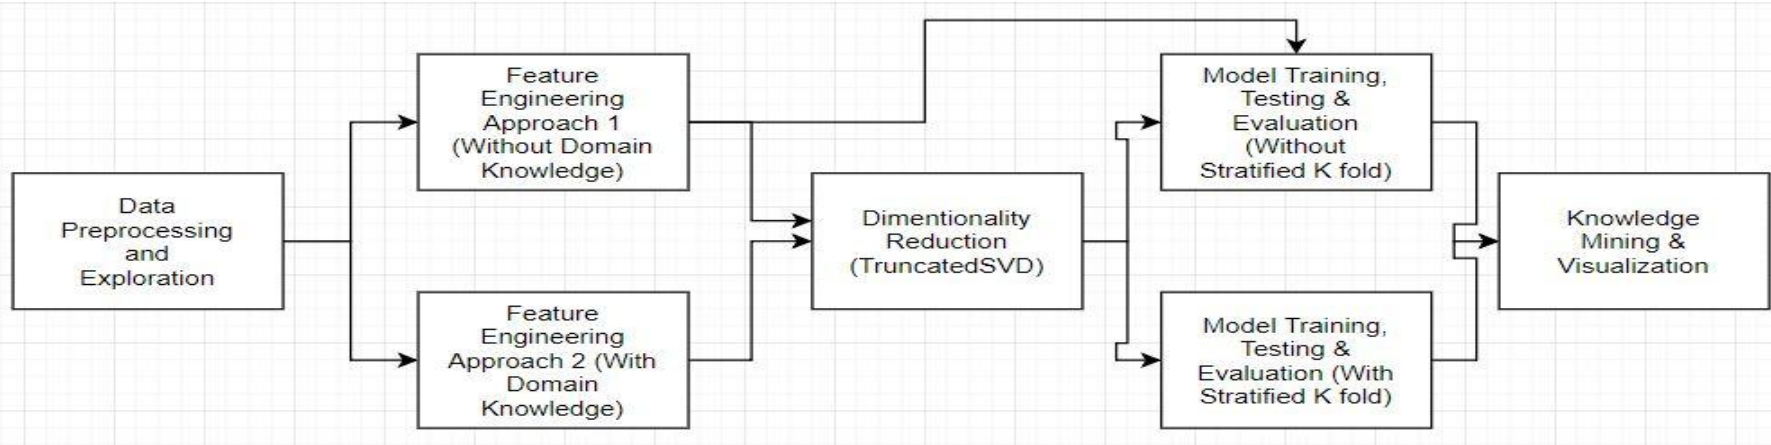 Data
Preprocessing
and
Exploration
Feature
Engineering
Approach 1
(Without Domain
Knowledge)
Feature
Engineering
Approach 2 (With
Domain
Knowledge)
Dimentionality
Reduction
(TruncatedSVD)
Model Training,
Testing &
Evaluation
(Without
Stratified K fold)
Model Training,
Testing &
Evaluation (With
Stratified K fold)
Knowledge
Mining &
Visualization